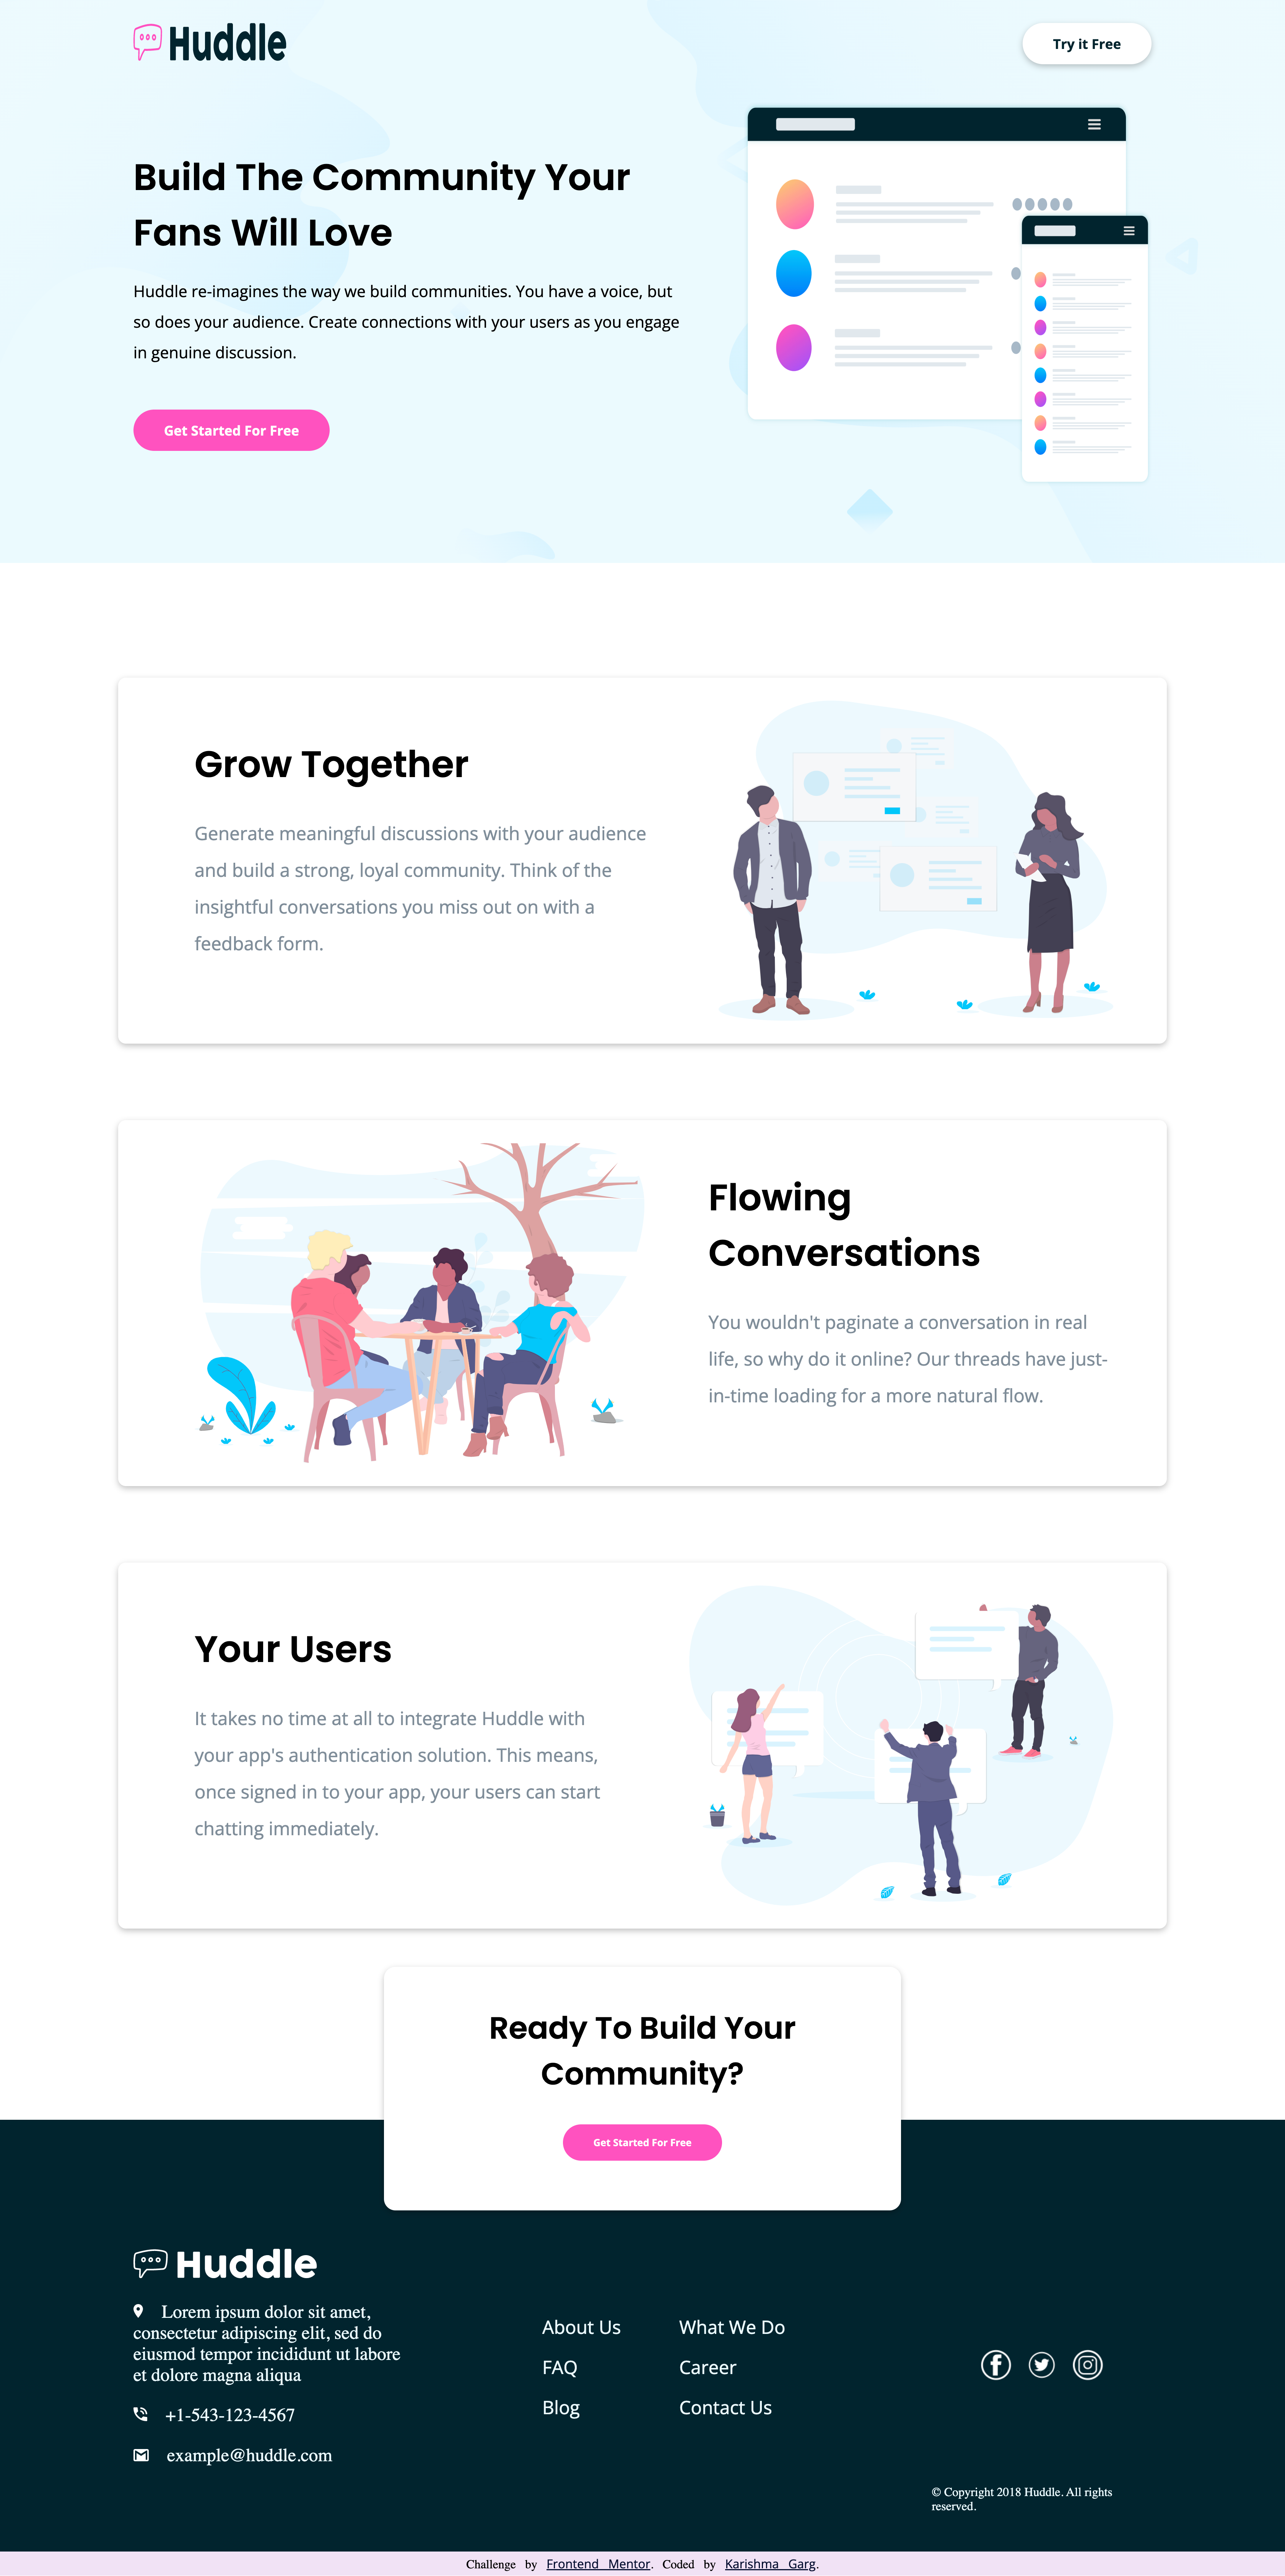 Huddle
Try it Free
Build The Community Your
Fans Will Love
Huddle re-imagines the way we build communities. You have a voice, but
so does your audience. Create connections with your users as you engage
in genuine discussion.
Get Started For Free
Grow Together
Generate meaningful discussions with your audience
and build a strong, loyal community. Think of the
insightful conversations you miss out on with a
feedback form.
Flowing
Conversations
You wouldn't paginate a conversation in real
life, so why do it online? Our threads have just-
in-time loading for a more natural flow.
Your Users
It takes no time at all to integrate Huddle with
your app's authentication solution. This means,
once signed in to your app, your users can start
chatting immediately.
Ready To Build Your
Community?
Get Started For Free
Huddle
Lorem ipsum dolor sit amet,
consectetur adipiscing elit, sed do
eiusmod tempor incididunt ut labore
et dolore magna aliqua
+1-543-123-4567
example@huddle.com
About Us
FAQ
Blog
What We Do
Career
Contact Us
© Copyright 2018 Huddle. All rights
reserved.
Challenge by Frontend Mentor. Coded by Karishma Garg.